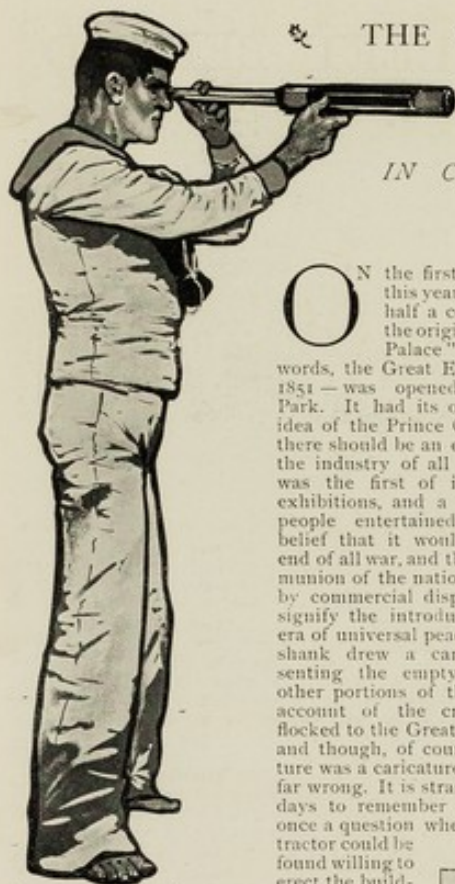 THE
IN C
ON the first
this year
half a c
the origi
Palace"
words, the Great E
1851 — was opened
Park. It had its o
idea of the Prince C
there should be an e
the industry of all
was the first of i
exhibitions, and a
people entertained
belief that it woul
end of all war, and th
munion of the natio
by commercial disp
signify the introdu
era of universal peac
shank drew a car
senting the empty
other portions of th
account of the cr
flocked to the Great
and though, of cour
ture was a caricature
far wrong. It is stra
days to remember
once a question whe
tractor could be
found willing to
erect the build-